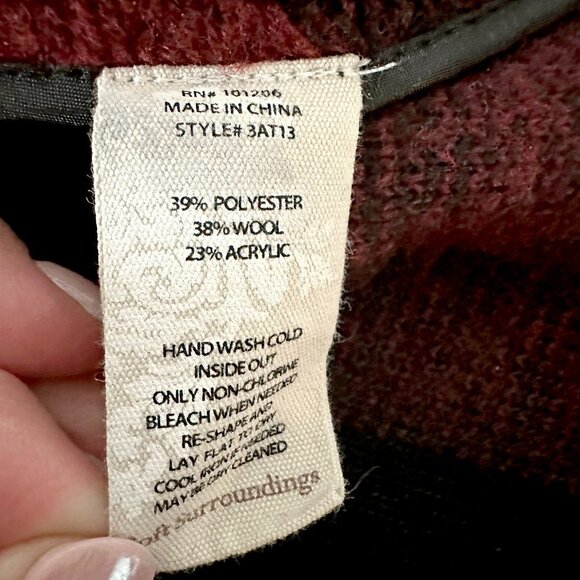 RN# 101206
MADE IN CHINA
STYLE# 3AT13
39% POLYESTER
38% WOOL
23% ACRYLIC
HAND WASH COLD
INSIDE OUT
ONLY NON-CHLORINE
BLEACH WHEN NEEDED
RE-SHAPE AND
LAY FLAT TO DRY
COOL IRON IF NEEDED
MAY BE DRY CLEANED
Soft Surroundings